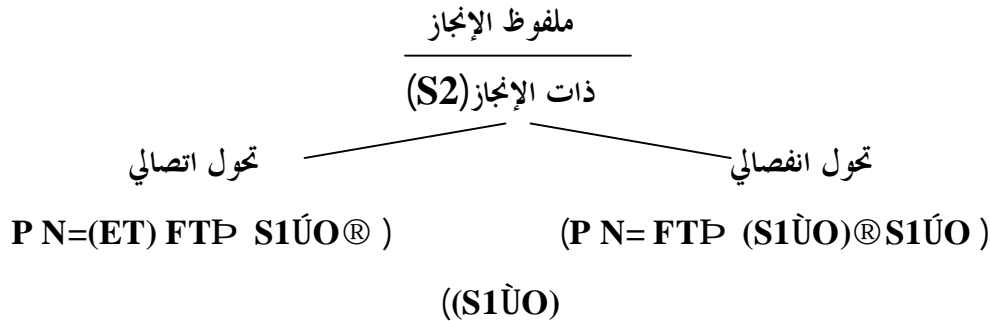 ملفوظ الإنجاز
ذات الإنجاز(S2)
تحول انفصالي
تحول اتصالي
(P N= FTÞ (S1ÙO)®S1ÚO )
P N=(ET) FTÞ S1ÚO® )
((S1ÙO)